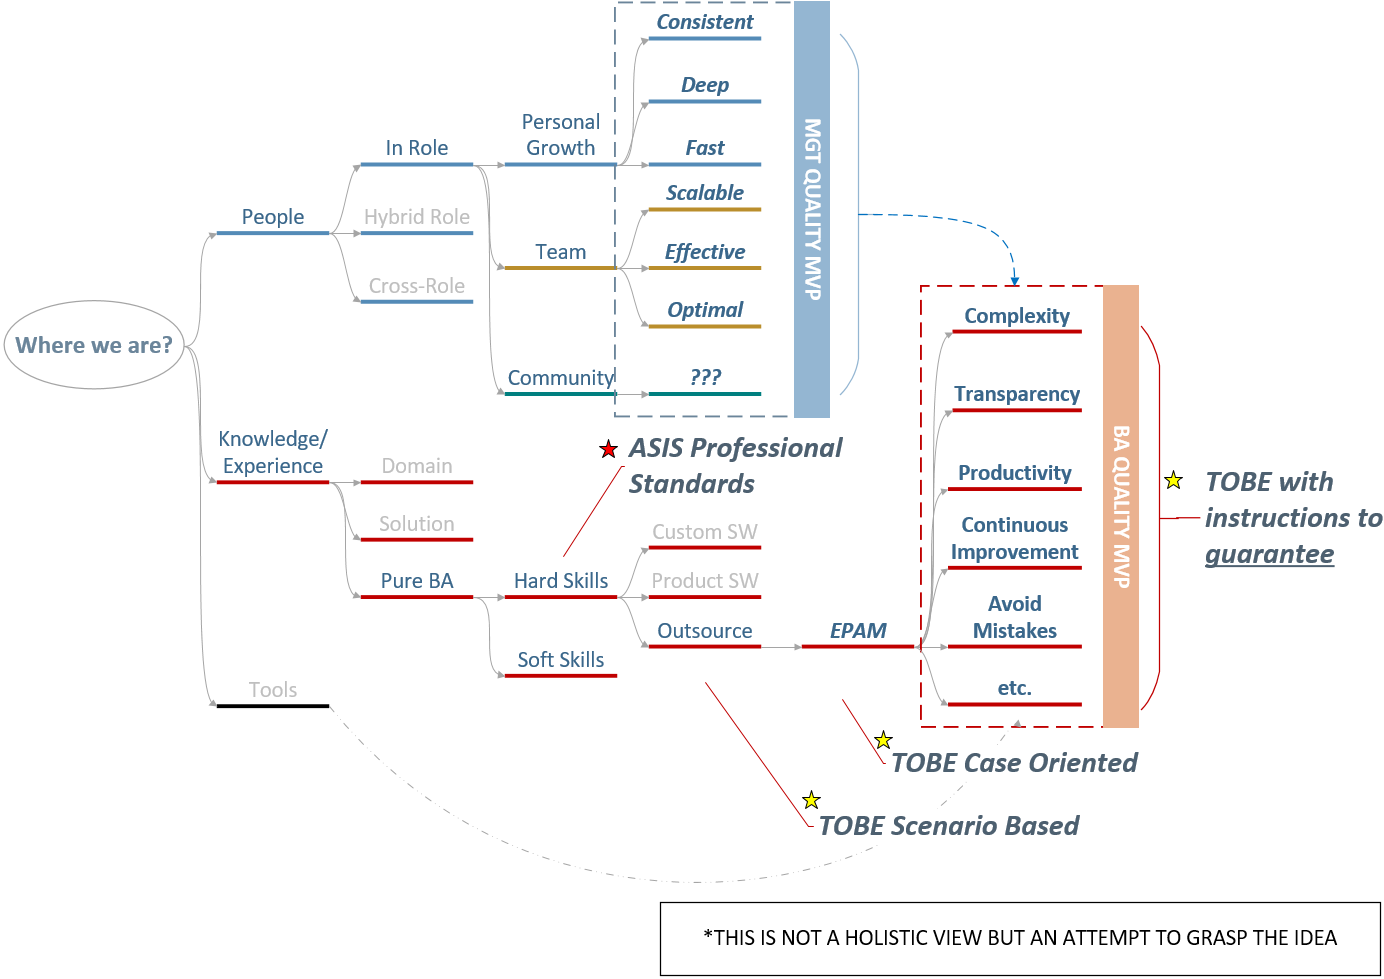 Where we are?
People
In Role
Hybrid Role
Cross-Role
Personal
Growth
Team
Community
Consistent
Deep
Fast
Scalable
Effective
Optimal
???
MGT QUALITY MVP
Knowledge/
Experience
Domain
Solution
Pure BA
Hard Skills
Soft Skills
ASIS Professional
Standards
Custom SW
Product SW
Outsource
EPAM
Complexity
Transparency
Productivity
Continuous
Improvement
Avoid
Mistakes
etc.
BA QUALITY MVP
TOBE with
instructions to
guarantee
Tools
TOBE Case Oriented
TOBE Scenario Based
*THIS IS NOT A HOLISTIC VIEW BUT AN ATTEMPT TO GRASP THE IDEA